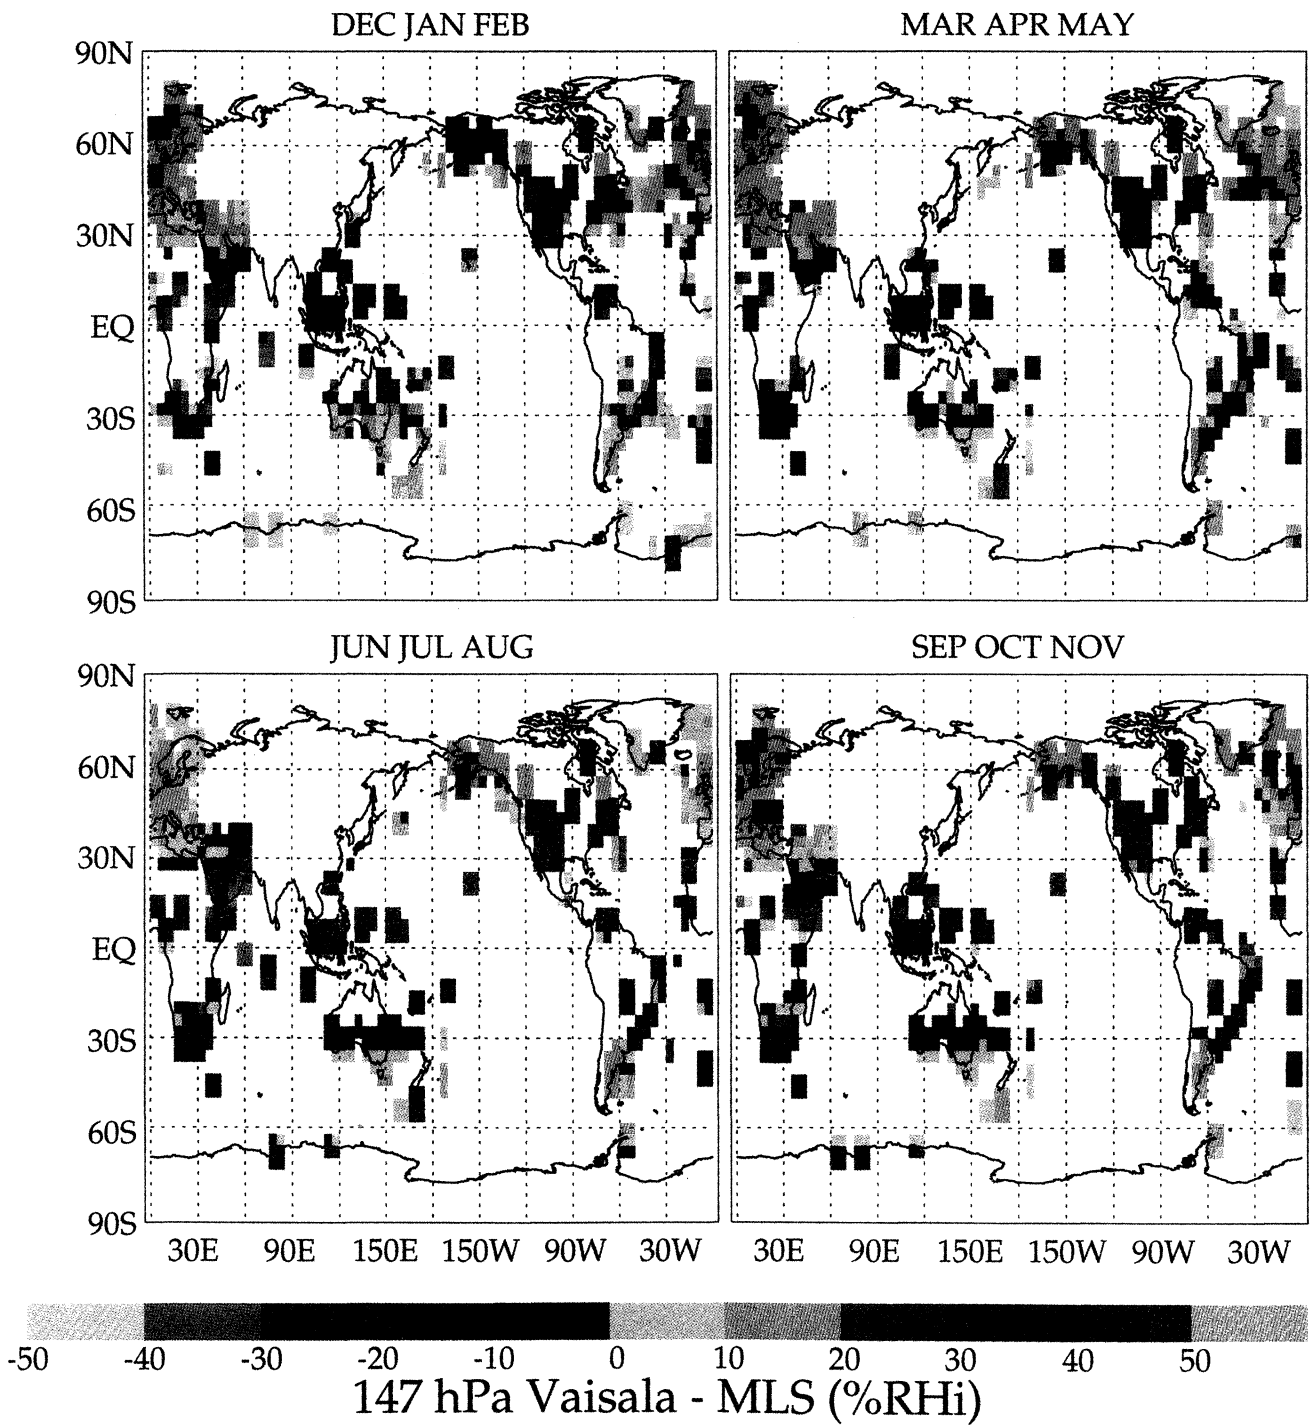 DEC JAN FEB
MAR APR MAY
90N
60N
30N
EQ
30S
60S
90S
JUN JUL AUG
SEP OCT NOV
90N
60N
30N
EQ
30S
60S
90S
30E 90E 150E 150W 90W 30W
30E 90E 150E 150W 90W 30W
-50 -40 -30 -20 -10 0 10 20 30 40 50
147 hPa Vaisala - MLS (%RHi)